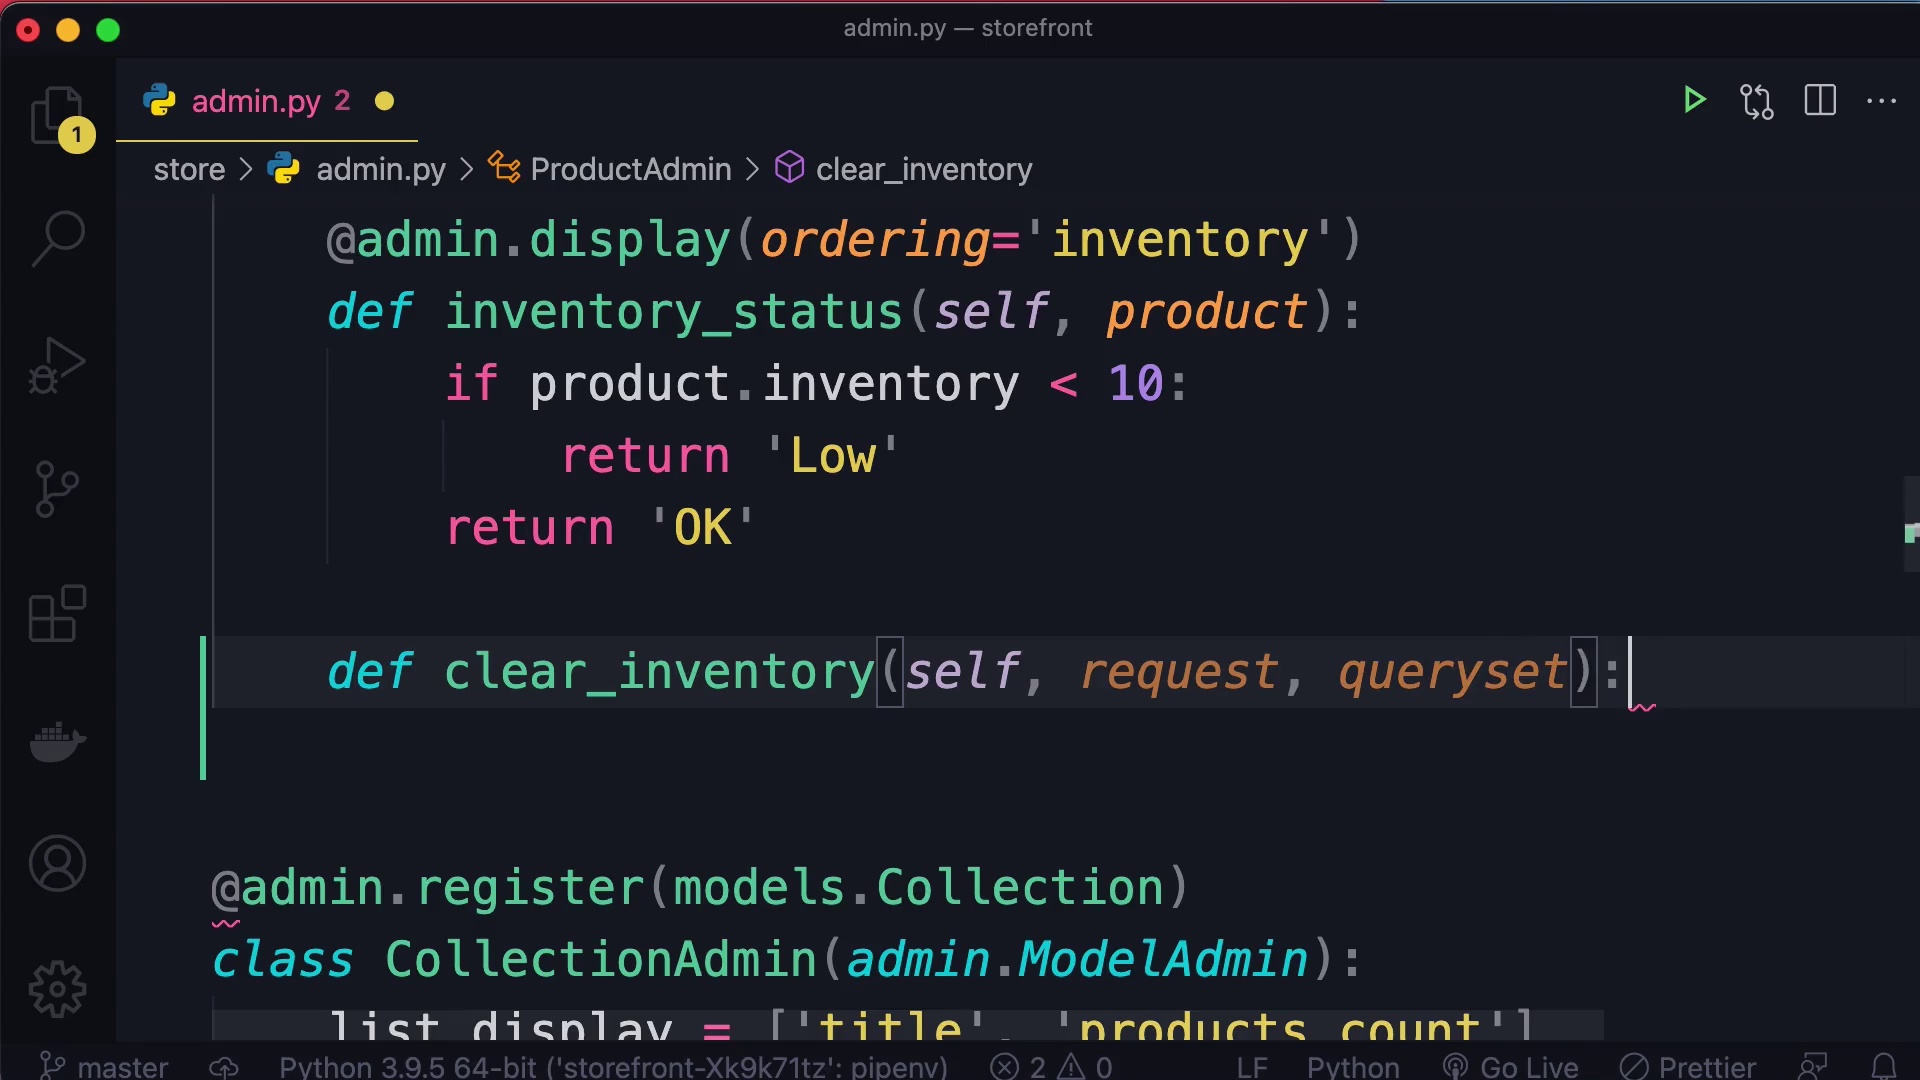 admin.py — storefront
admin.py 2
1
store > admin.py > ProductAdmin > clear_inventory
@admin.display(ordering='inventory')
def inventory_status(self, product):
if product.inventory < 10:
return 'Low'
return 'OK'
def clear_inventory(self, request, queryset):
@admin.register(models.Collection)
class CollectionAdmin(admin.ModelAdmin):
list_display = ['title', 'products_count']
master Python 3.9.5 64-bit ('storefront-Xk9k71tz': pipenv) 2 0 LF Python Go Live Prettier